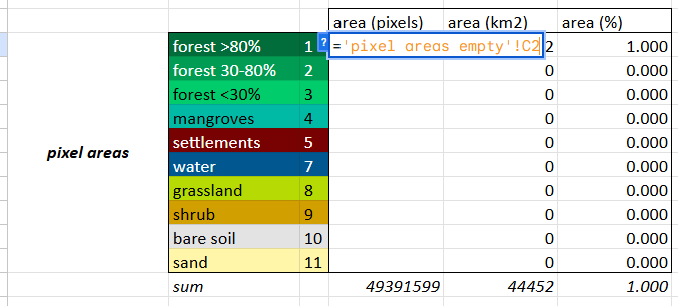 area (pixels) area (km2) area (%)
forest >80% 1 ? ='pixel areas empty'!C2 2 1.000
forest 30-80% 2 0 0.000
forest <30% 3 0 0.000
mangroves 4 0 0.000
settlements 5 0 0.000
pixel areas
water 7 0 0.000
grassland 8 0 0.000
shrub 9 0 0.000
bare soil 10 0 0.000
sand 11 0 0.000
sum 49391599 44452 1.000